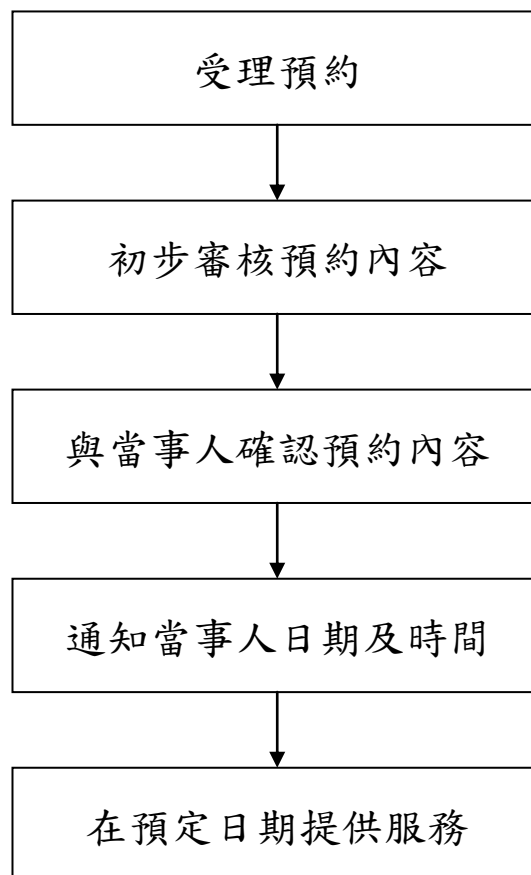 受理預約
初步審核預約內容
與當事人確認預約內容
通知當事人日期及時間
在預定日期提供服務